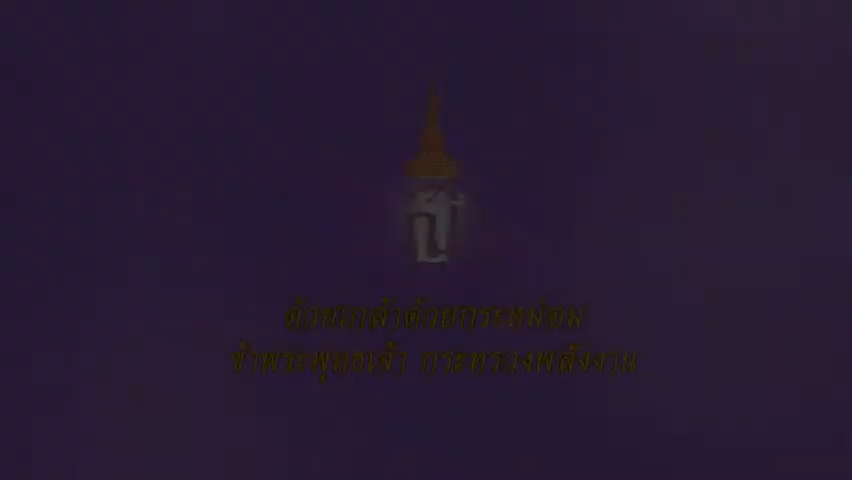 ด้วยเกล้าด้วยกระหม่อม
ข้าพระพุทธเจ้า กระทรวงพลังงาน